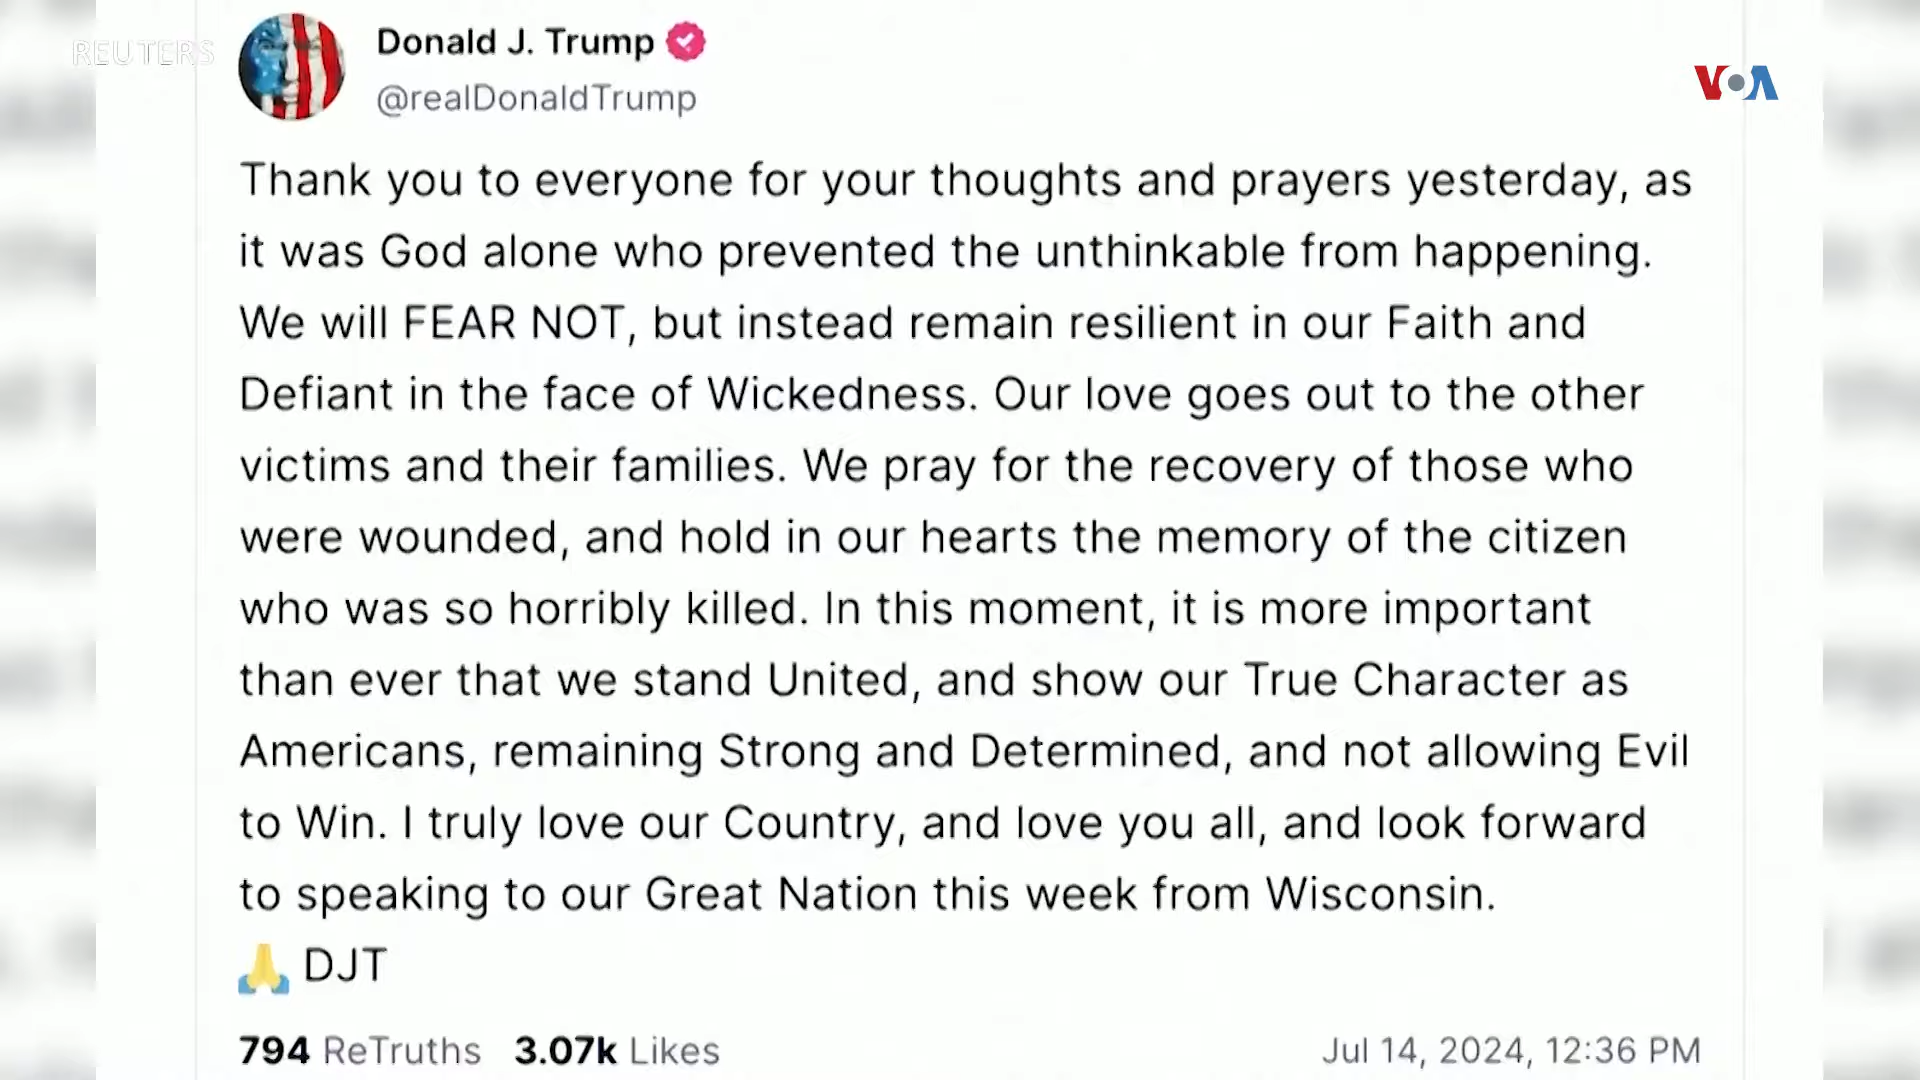 REUTERS
Donald J. Trump
@realDonaldTrump
VOA
Thank you to everyone for your thoughts and prayers yesterday, as
it was God alone who prevented the unthinkable from happening.
We will FEAR NOT, but instead remain resilient in our Faith and
Defiant in the face of Wickedness. Our love goes out to the other
victims and their families. We pray for the recovery of those who
were wounded, and hold in our hearts the memory of the citizen
who was so horribly killed. In this moment, it is more important
than ever that we stand United, and show our True Character as
Americans, remaining Strong and Determined, and not allowing Evil
to Win. I truly love our Country, and love you all, and look forward
to speaking to our Great Nation this week from Wisconsin.
🙏 DJT
794 ReTruths 3.07k Likes Jul 14, 2024, 12:36 PM